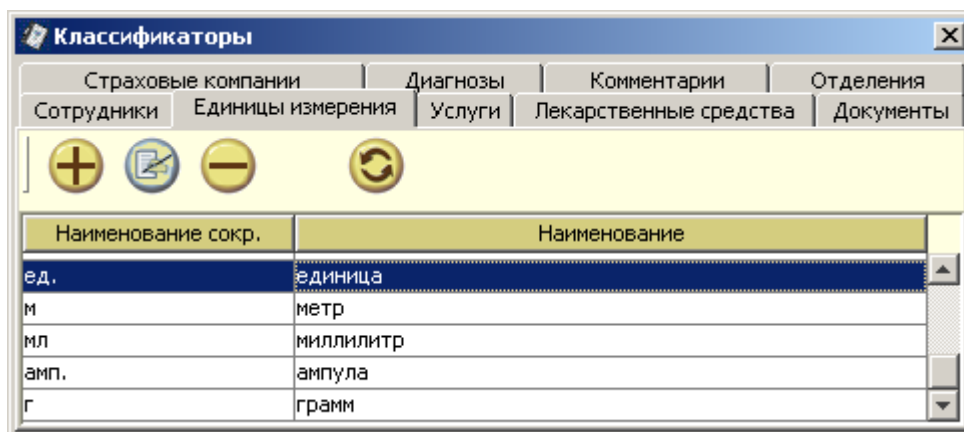 Классификаторы
Страховые компании Диагнозы Комментарии Отделения
Сотрудники Единицы измерения Услуги Лекарственные средства Документы
Наименование сокр. Наименование
ед. единица
м метр
мл миллилитр
амп. ампула
г грамм